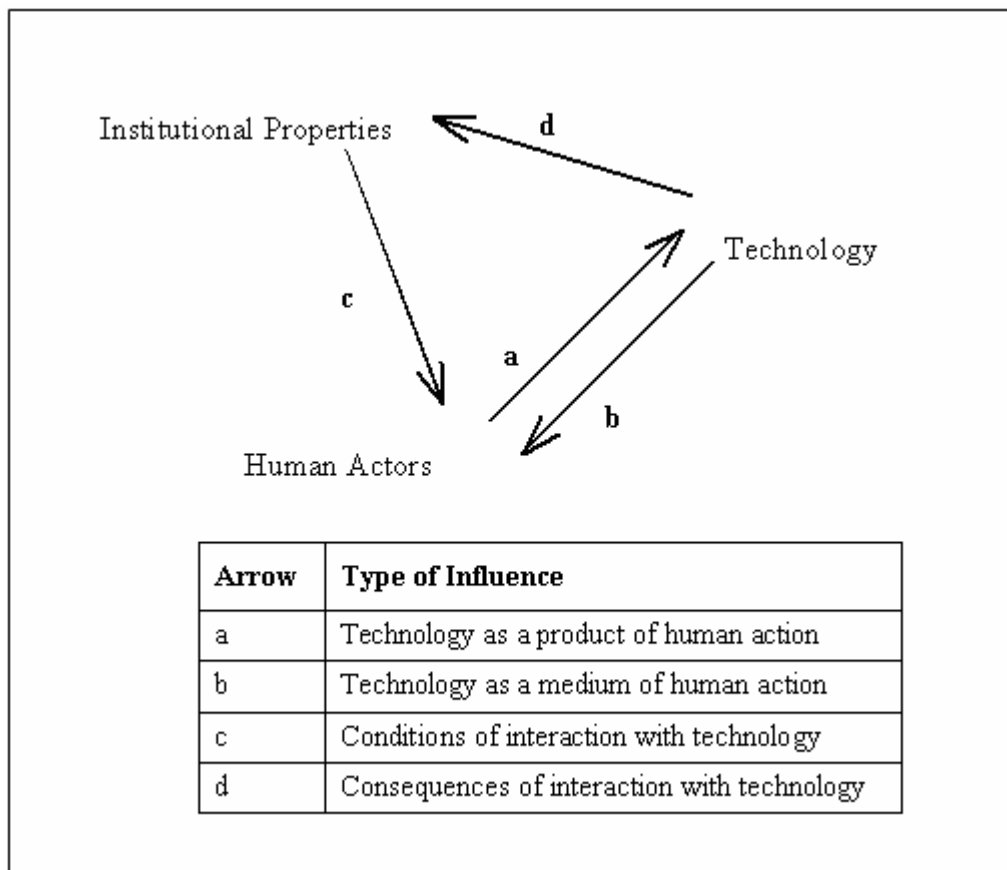 d
Institutional Properties
Technology
c
a
b
Human Actors
Arrow Type of Influence
a Technology as a product of human action
b Technology as a medium of human action
c Conditions of interaction with technology
d Consequences of interaction with technology